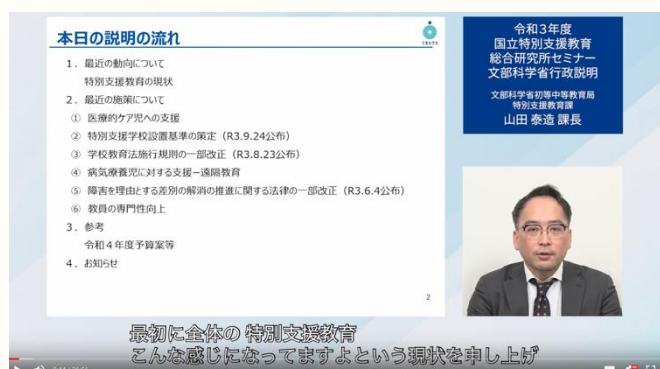 本日の説明の流れ
1．最近の動向について
特別支援教育の現状
2．最近の施策について
① 医療的ケア児への支援
② 特別支援学校設置基準の策定（R3.9.24公布）
③ 学校教育法施行規則の一部改正（R3.8.23公布）
④ 病気療養児に対する支援－遠隔教育
⑤ 障害を理由とする差別の解消の推進に関する法律の一部改正（R3.6.4公布）
⑥ 教員の専門性向上
3．参考
令和４年度予算案等
4．お知らせ
2
令和3年度
国立特別支援教育
総合研究所セミナー
文部科学省行政説明
文部科学省初等中等教育局
特別支援教育課
山田 泰造 課長
最初に全体の 特別支援教育
こんな感じになってますよという現状を申し上げ